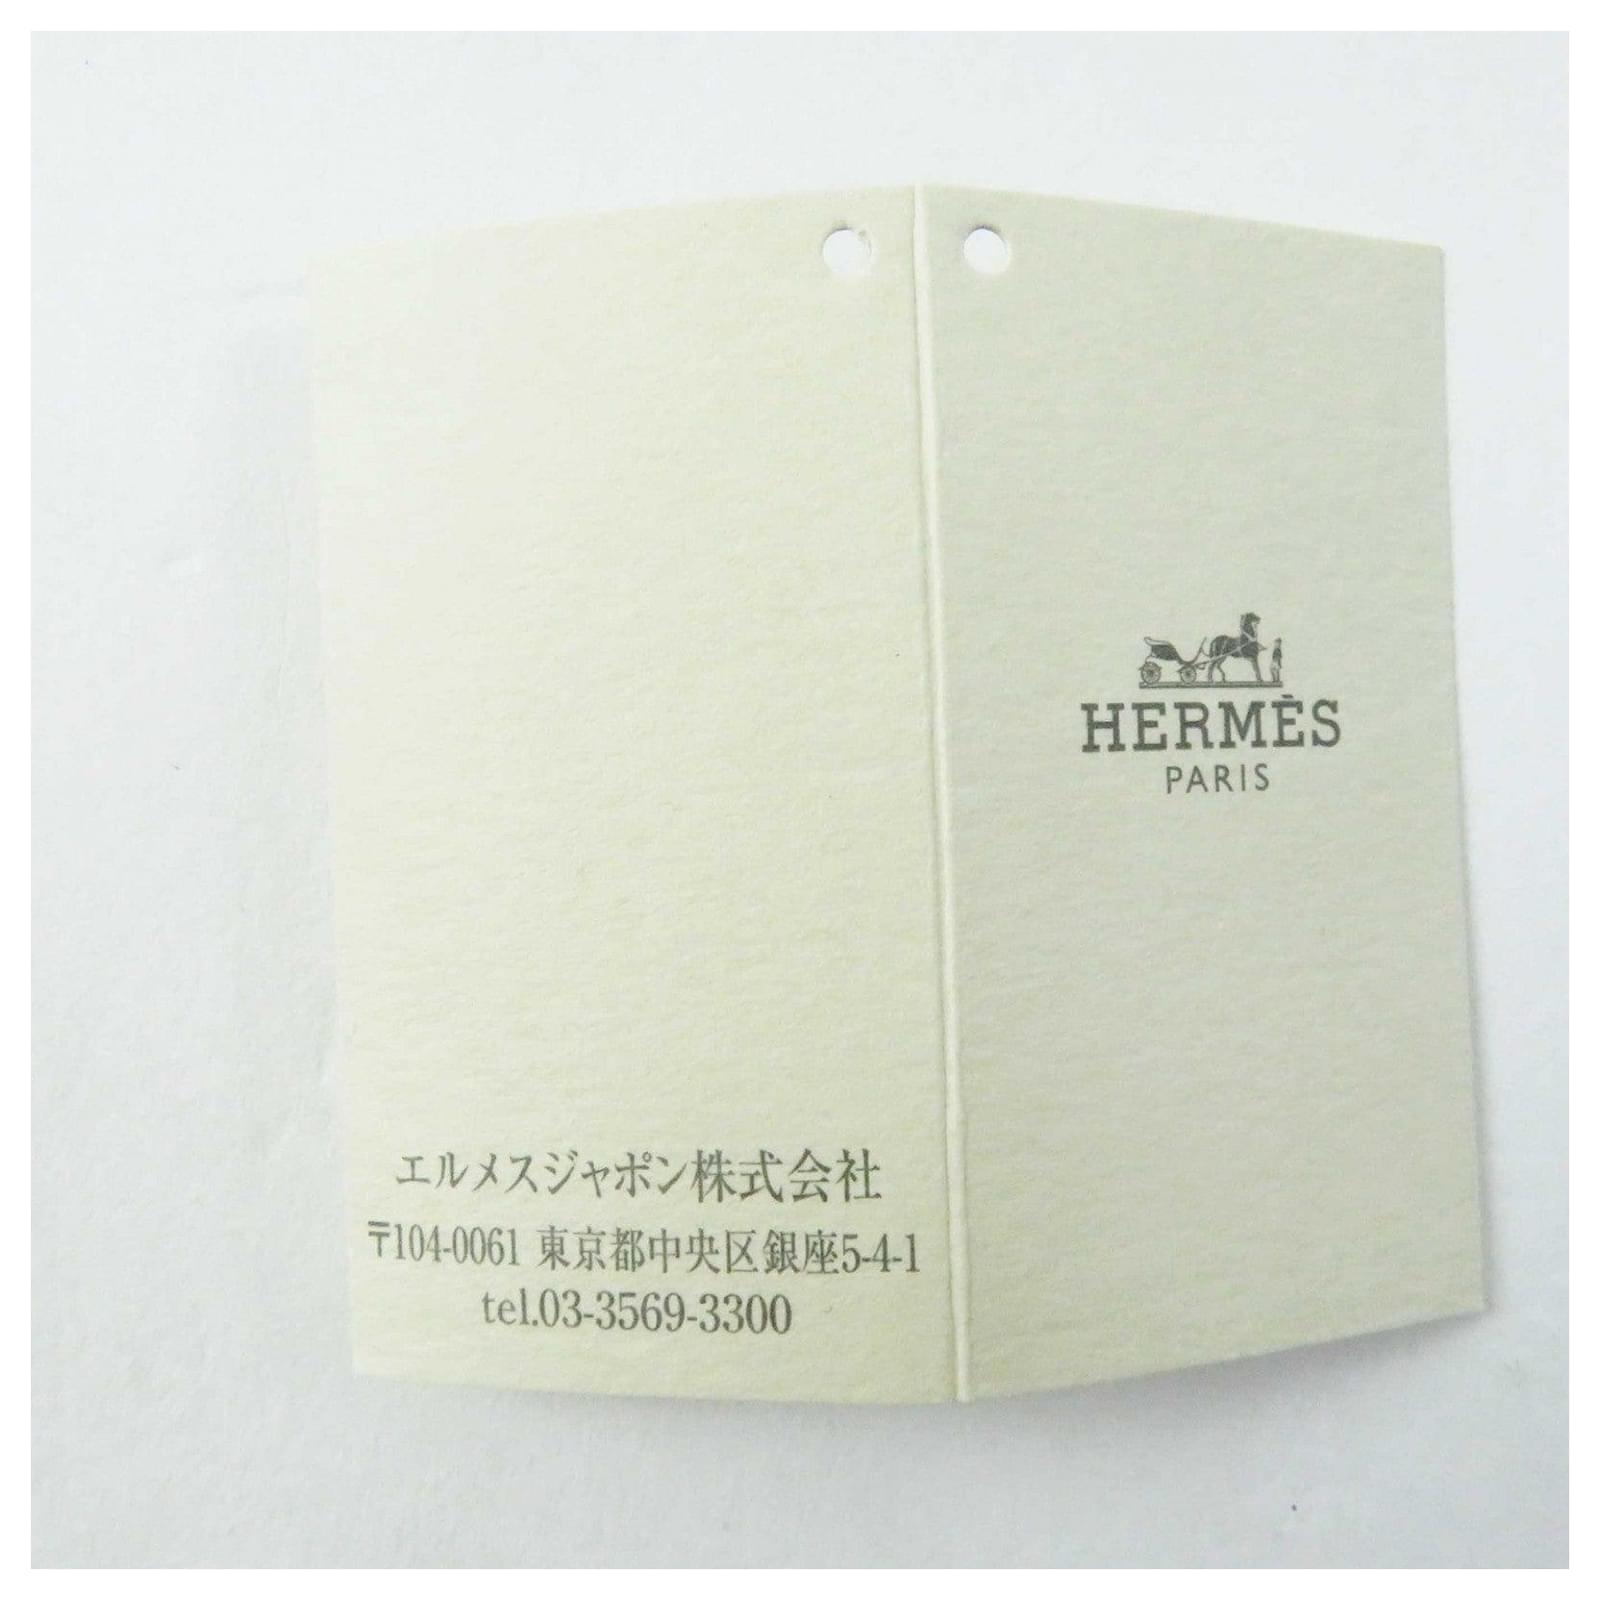 HERMÈS
PARIS
エルメスジャポン株式会社
〒104-0061 東京都中央区銀座5-4-1
tel.03-3569-3300